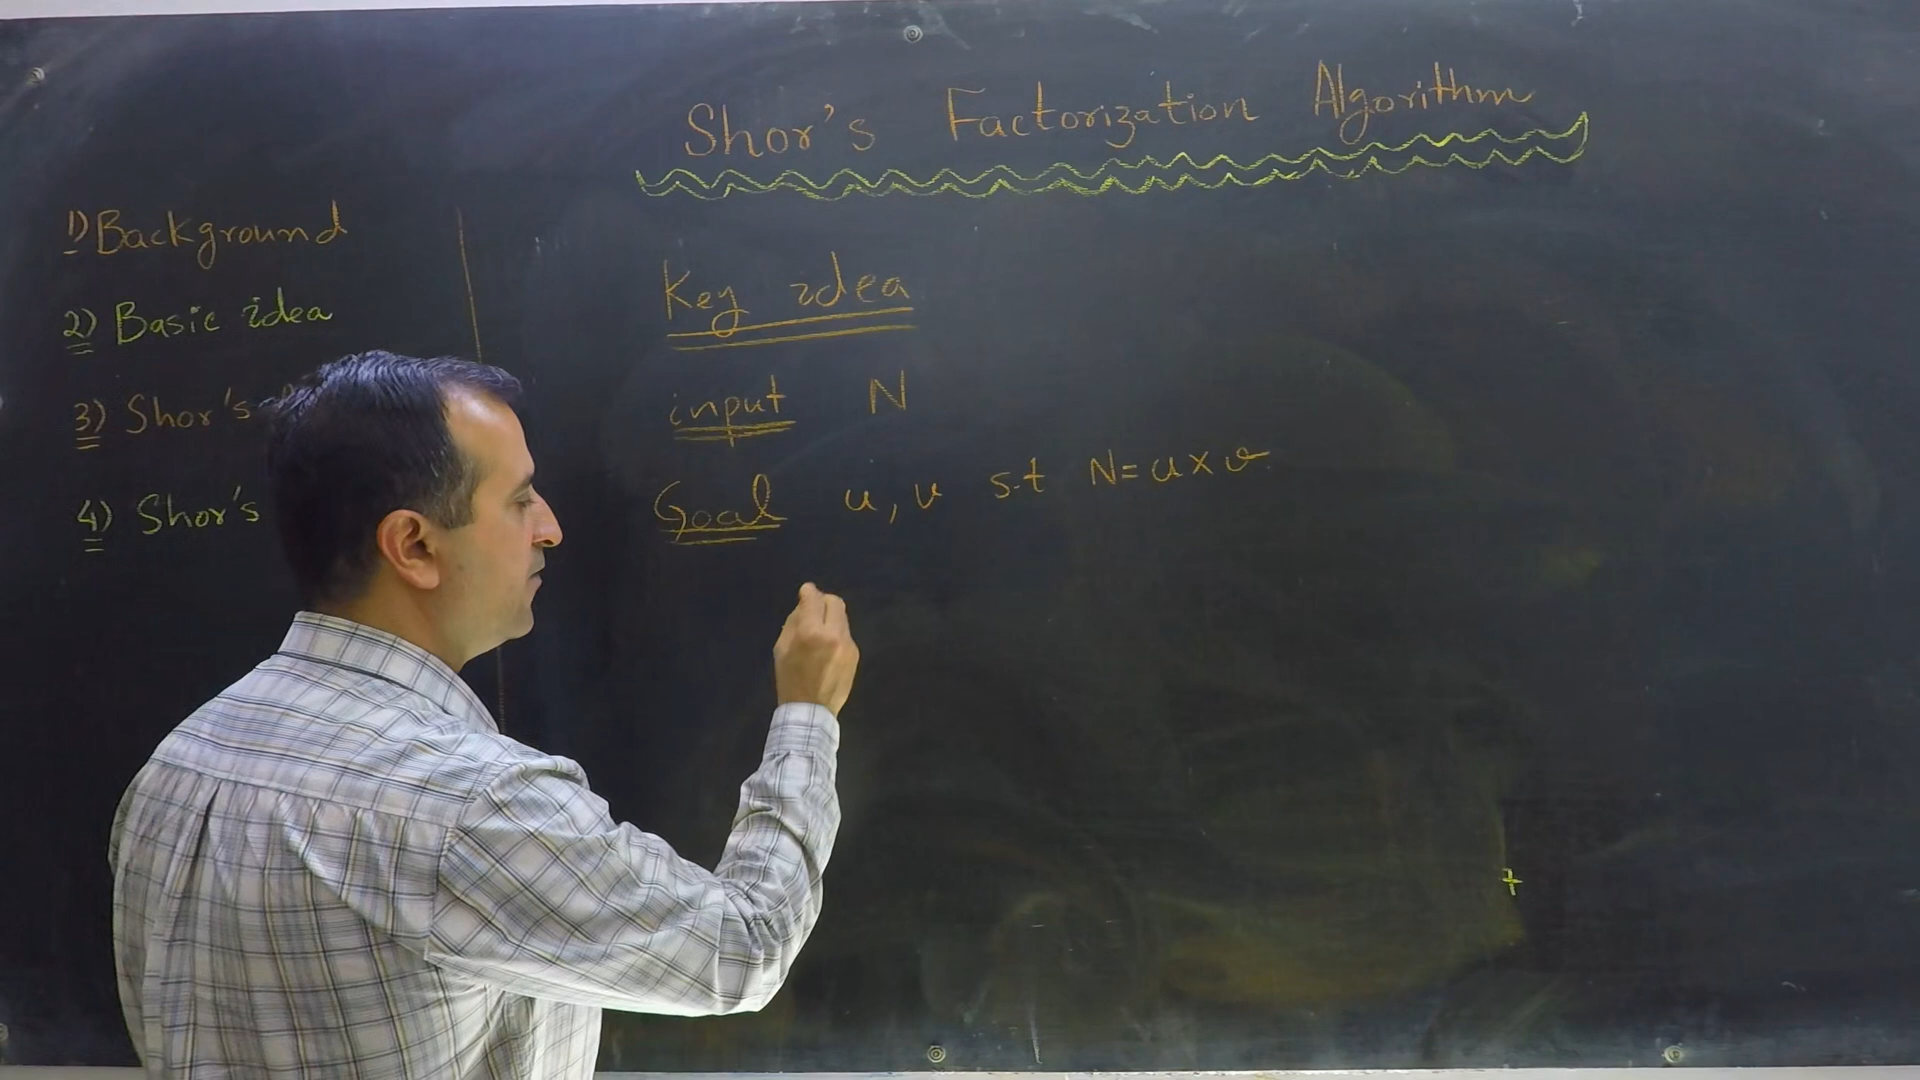 Shor's Factorization Algorithm
1) Background
2) Basic idea
3) Shor's
4) Shor's
Key idea
input N
Goal u, v s.t N=u×v
+